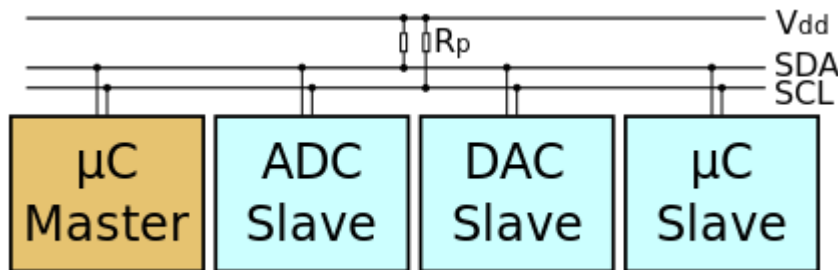 Vdd
Rp
SDA
SCL
µC
Master
ADC
Slave
DAC
Slave
µC
Slave